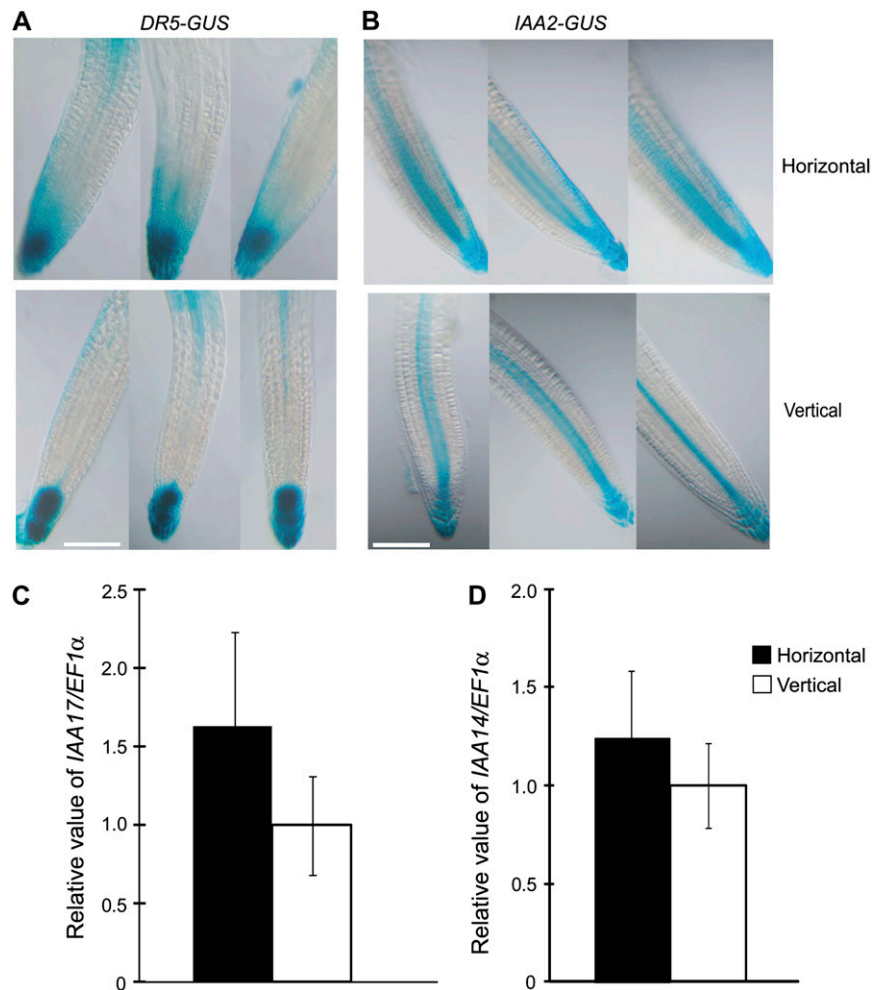 A
DR5-GUS
B
IAA2-GUS
Horizontal
Vertical
C
Relative value of IAA17/EF1α
2.5
2.0
1.5
1.0
0.5
0
D
Relative value of IAA14/EF1α
2.0
1.5
1.0
0.5
0
Horizontal
Vertical